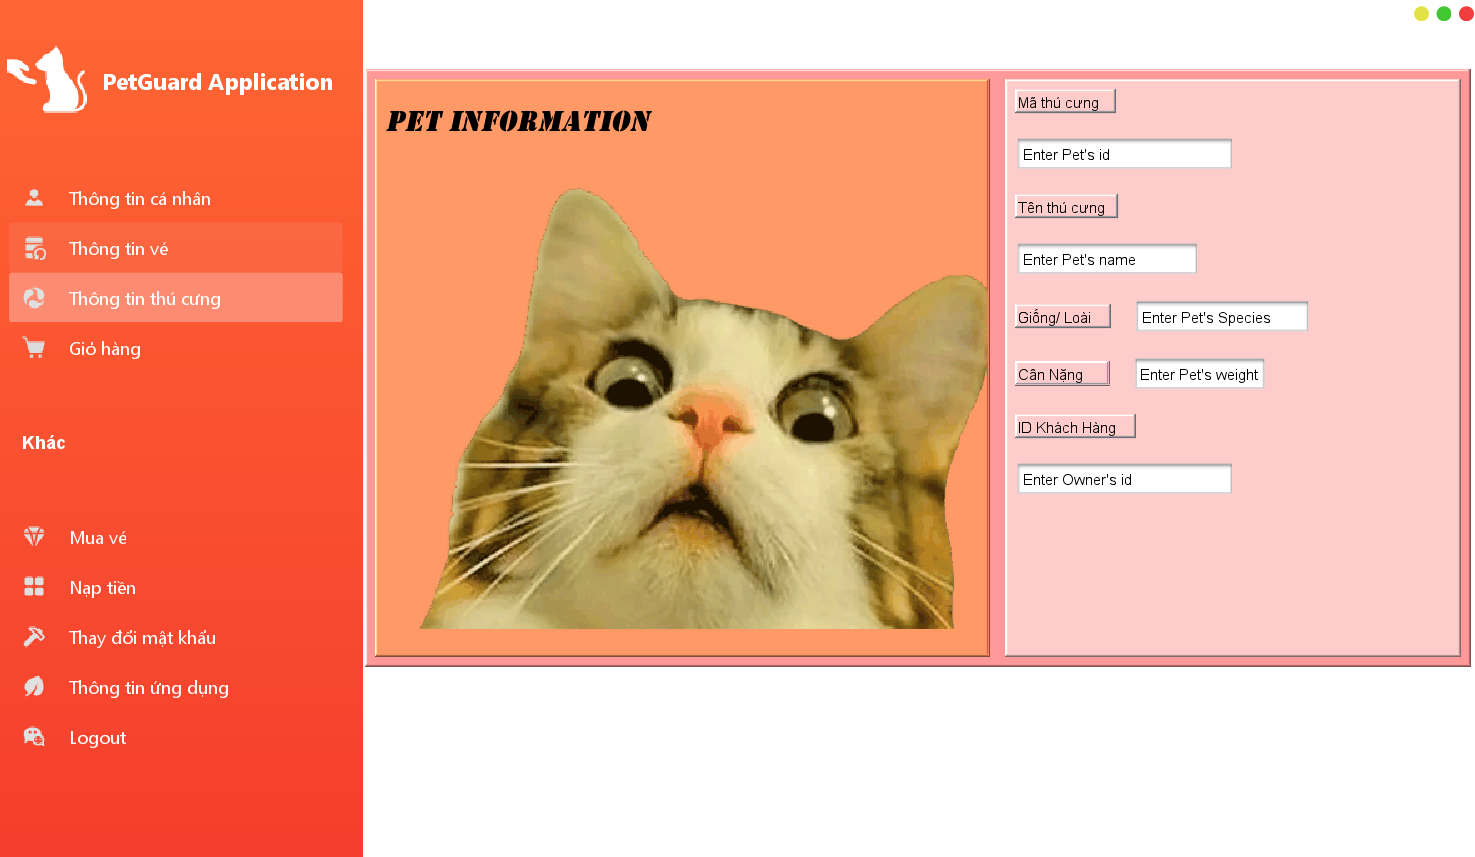 PetGuard Application
Thông tin cá nhân
Thông tin vé
Thông tin thú cưng
Giỏ hàng
Khác
Mua vé
Nạp tiền
Thay đổi mật khẩu
Thông tin ứng dụng
Logout
PET INFORMATION
Mã thú cưng
Enter Pet's id
Tên thú cưng
Enter Pet's name
Giống/ Loài Enter Pet's Species
Cân Nặng Enter Pet's weight
ID Khách Hàng
Enter Owner's id